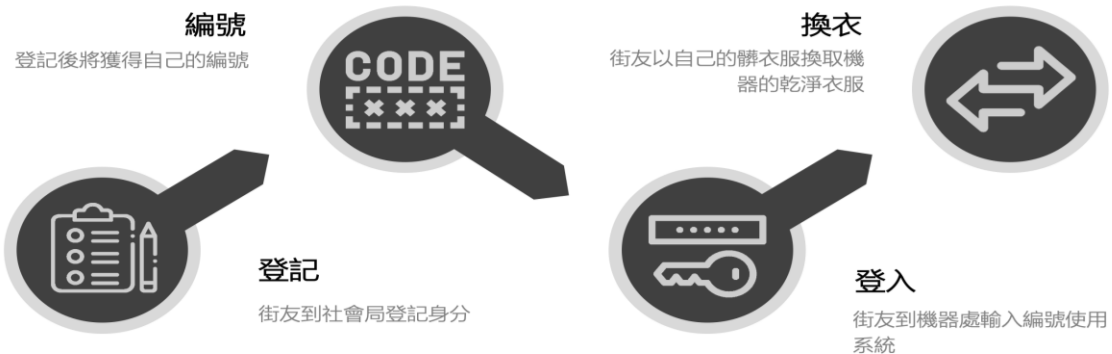 編號
登記後將獲得自己的編號
CODE
換衣
街友以自己的髒衣服換取機
器的乾淨衣服
登記
街友到社會局登記身分
登入
街友到機器處輸入編號使用
系統